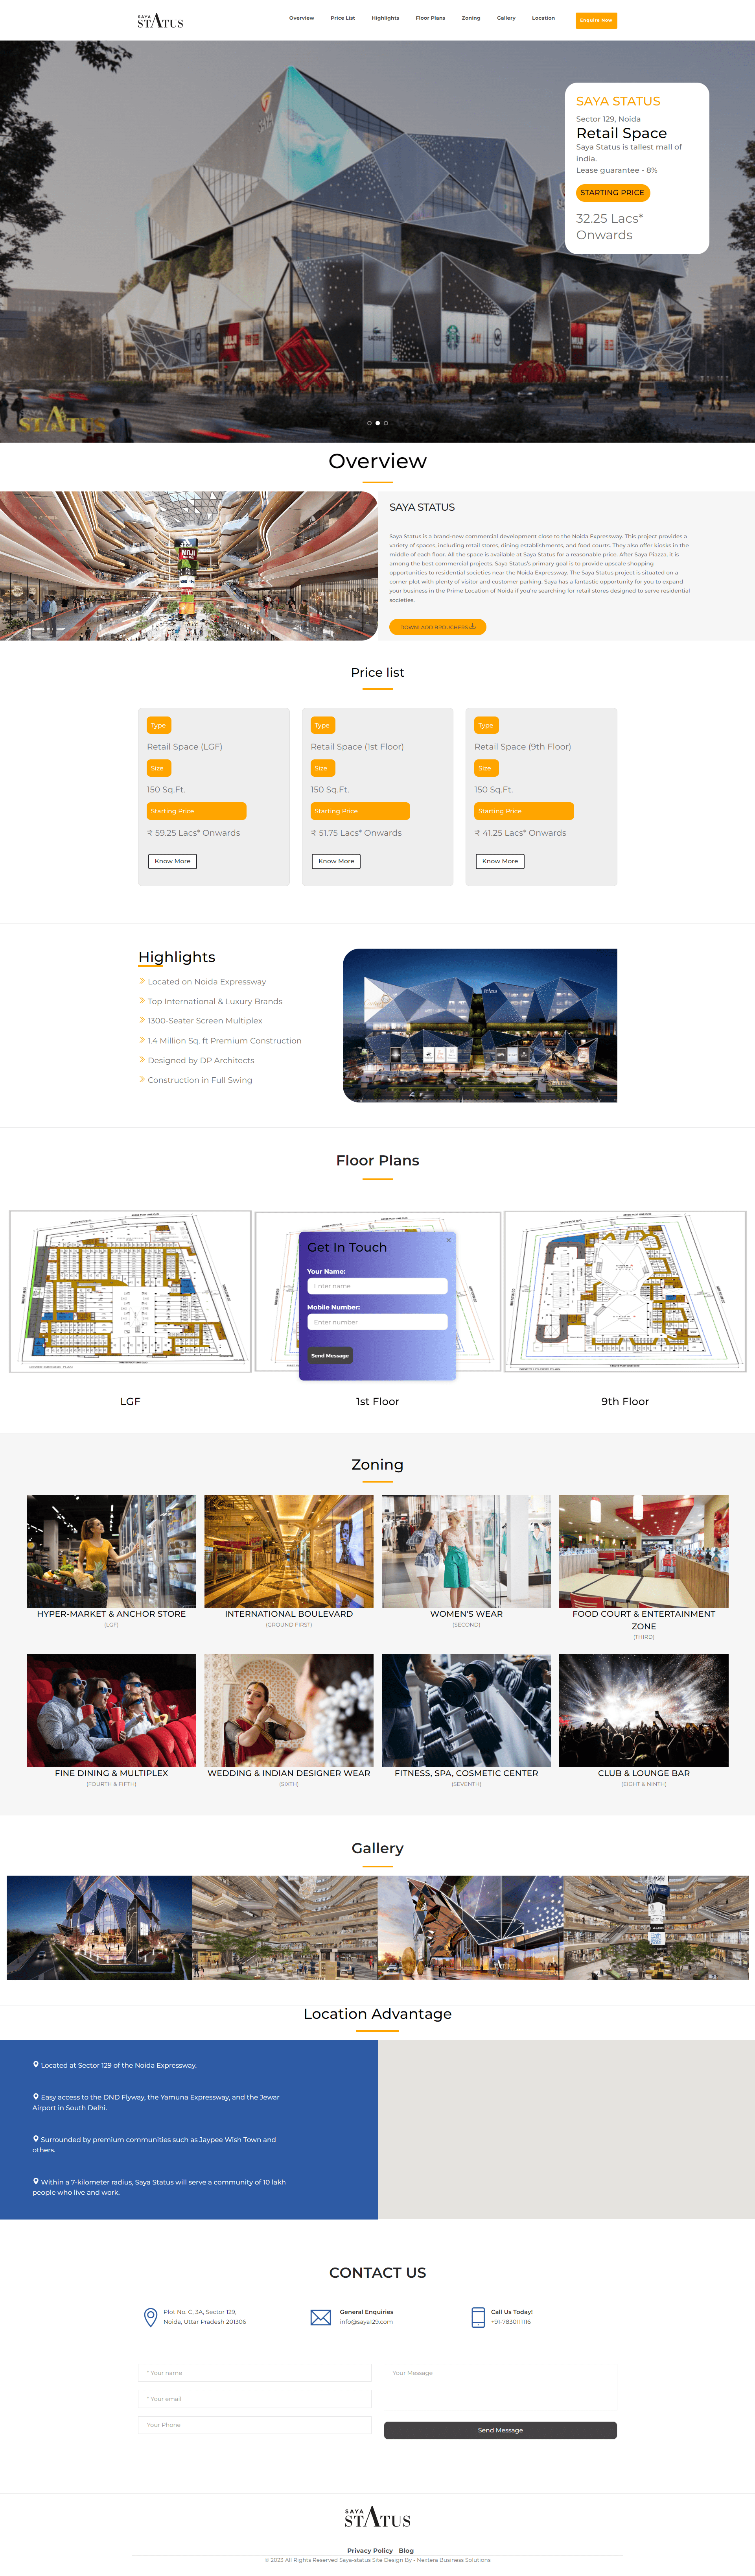 SAYA
STATUS
Overview
Price List
Highlights
Floor Plans
Zoning
Gallery
Location
Enquire Now
SAYA STATUS
Sector 129, Noida
Retail Space
Saya Status is tallest mall of
india.
Lease guarantee - 8%
STARTING PRICE
32.25 Lacs*
Onwards
SAYA
STATUS
Overview
SAYA STATUS
Saya Status is a brand-new commercial development close to the Noida Expressway. This project provides a
variety of spaces, including retail stores, dining establishments, and food courts. They also offer kiosks in the
middle of each floor. All the space is available at Saya Status for a reasonable price. After Saya Piazza, it is
among the best commercial projects. Saya Status's primary goal is to provide upscale shopping
opportunities to residential societies near the Noida Expressway. The Saya Status project is situated on a
corner plot with plenty of visitor and customer parking. Saya has a fantastic opportunity for you to expand
your business in the Prime Location of Noida if you're searching for retail stores designed to serve residential
societies.
DOWNLAOD BROUCHERS
Price list
Type
Retail Space (LGF)
Size
150 Sq.Ft.
Starting Price
₹ 59.25 Lacs* Onwards
Know More
Type
Retail Space (1st Floor)
Size
150 Sq.Ft.
Starting Price
₹ 51.75 Lacs* Onwards
Know More
Type
Retail Space (9th Floor)
Size
150 Sq.Ft.
Starting Price
₹ 41.25 Lacs* Onwards
Know More
Highlights
Located on Noida Expressway
Top International & Luxury Brands
1300-Seater Screen Multiplex
1.4 Million Sq. ft Premium Construction
Designed by DP Architects
Construction in Full Swing
Floor Plans
Get In Touch
×
Your Name:
Enter name
Mobile Number:
Enter number
Send Message
LGF
1st Floor
9th Floor
Zoning
HYPER-MARKET & ANCHOR STORE
(LGF)
INTERNATIONAL BOULEVARD
(GROUND FIRST)
WOMEN'S WEAR
(SECOND)
FOOD COURT & ENTERTAINMENT
ZONE
(THIRD)
FINE DINING & MULTIPLEX
(FOURTH & FIFTH)
WEDDING & INDIAN DESIGNER WEAR
(SIXTH)
FITNESS, SPA, COSMETIC CENTER
(SEVENTH)
CLUB & LOUNGE BAR
(EIGHT & NINTH)
Gallery
Location Advantage
Located at Sector 129 of the Noida Expressway.
Easy access to the DND Flyway, the Yamuna Expressway, and the Jewar
Airport in South Delhi.
Surrounded by premium communities such as Jaypee Wish Town and
others.
Within a 7-kilometer radius, Saya Status will serve a community of 10 lakh
people who live and work.
CONTACT US
Plot No. C, 3A, Sector 129,
Noida, Uttar Pradesh 201306
General Enquiries
info@saya129.com
Call Us Today!
+91-7830111116
* Your name
* Your email
Your Phone
Your Message
Send Message
SAYA
STATUS
Privacy Policy Blog
© 2023 All Rights Reserved Saya-status Site Design By - Nextera Business Solutions